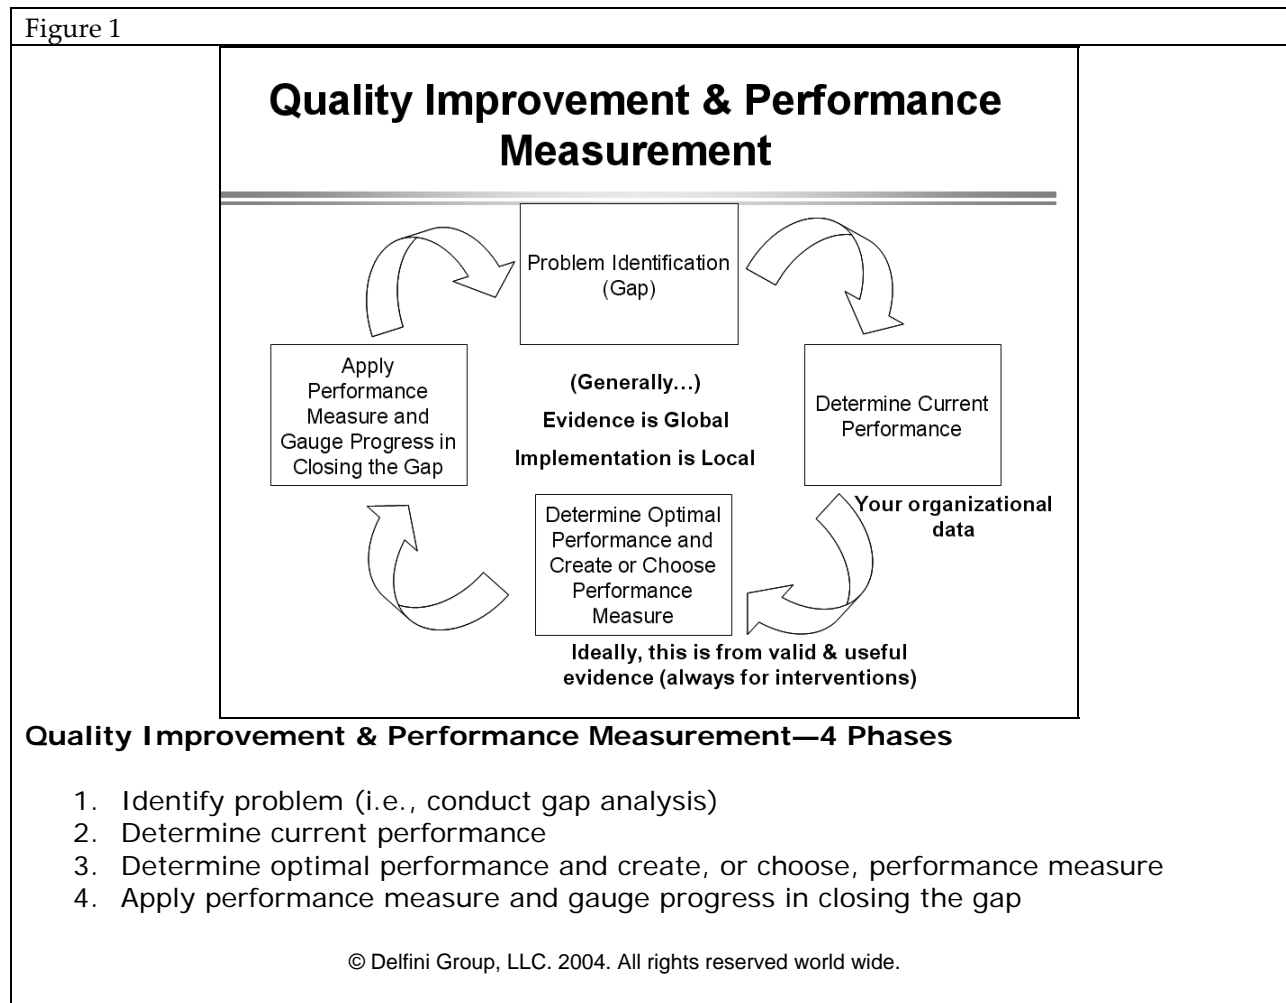 Figure 1
Quality Improvement & Performance
Measurement
Problem Identification
(Gap)
Apply
Performance
Measure and
Gauge Progress in
Closing the Gap
(Generally...)
Evidence is Global
Implementation is Local
Determine Current
Performance
Your organizational
data
Determine Optimal
Performance and
Create or Choose
Performance
Measure
Ideally, this is from valid & useful
evidence (always for interventions)
Quality Improvement & Performance Measurement—4 Phases
1. Identify problem (i.e., conduct gap analysis)
2. Determine current performance
3. Determine optimal performance and create, or choose, performance measure
4. Apply performance measure and gauge progress in closing the gap
© Delfini Group, LLC. 2004. All rights reserved world wide.